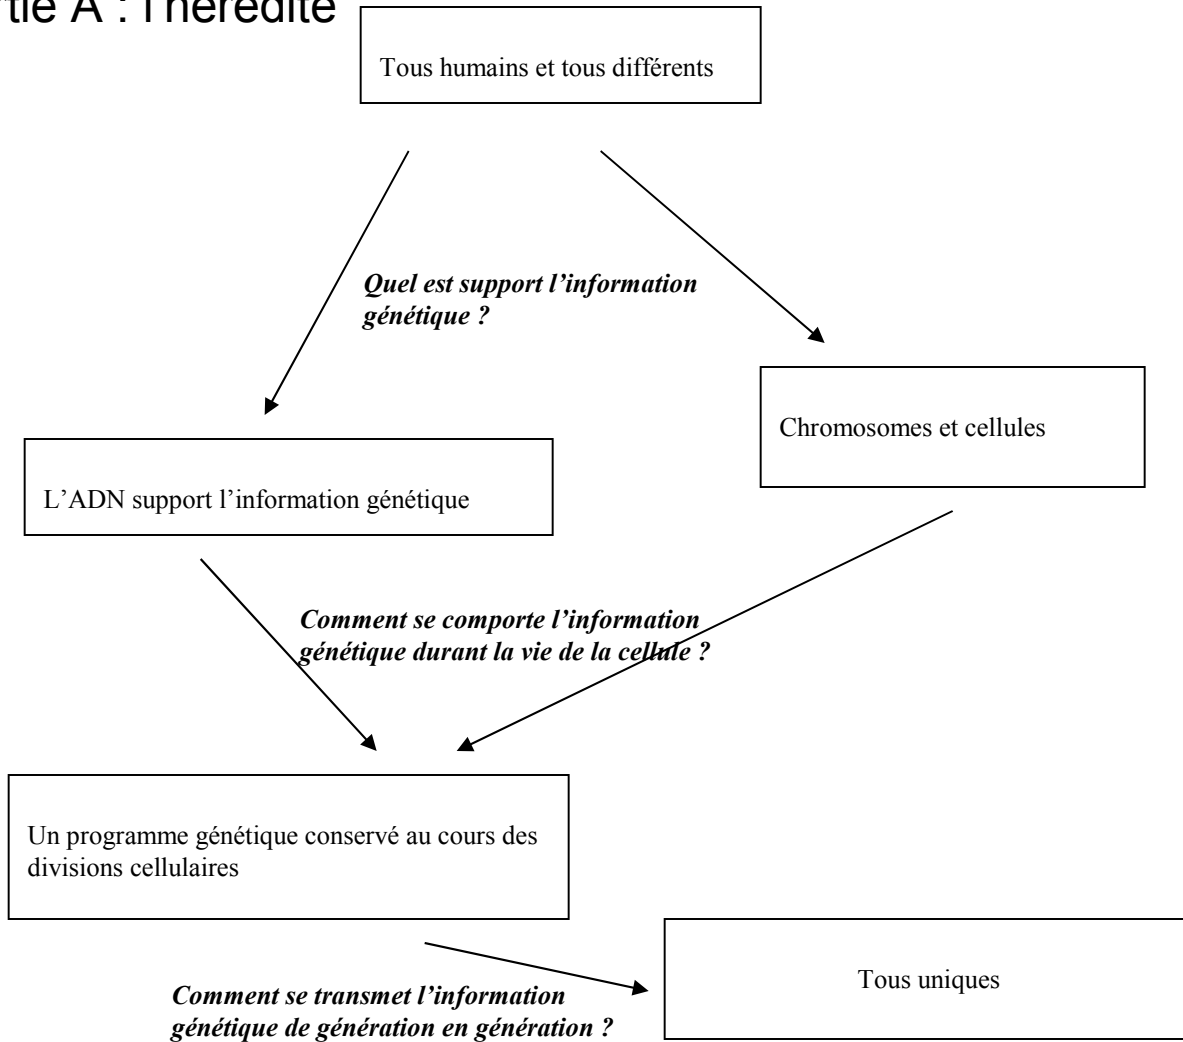 rtie A : l'hérédité
Tous humains et tous différents
Quel est support l’information
génétique ?
Chromosomes et cellules
L’ADN support l’information génétique
Comment se comporte l’information
génétique durant la vie de la cellule ?
Un programme génétique conservé au cours des
divisions cellulaires
Tous uniques
Comment se transmet l’information
génétique de génération en génération ?